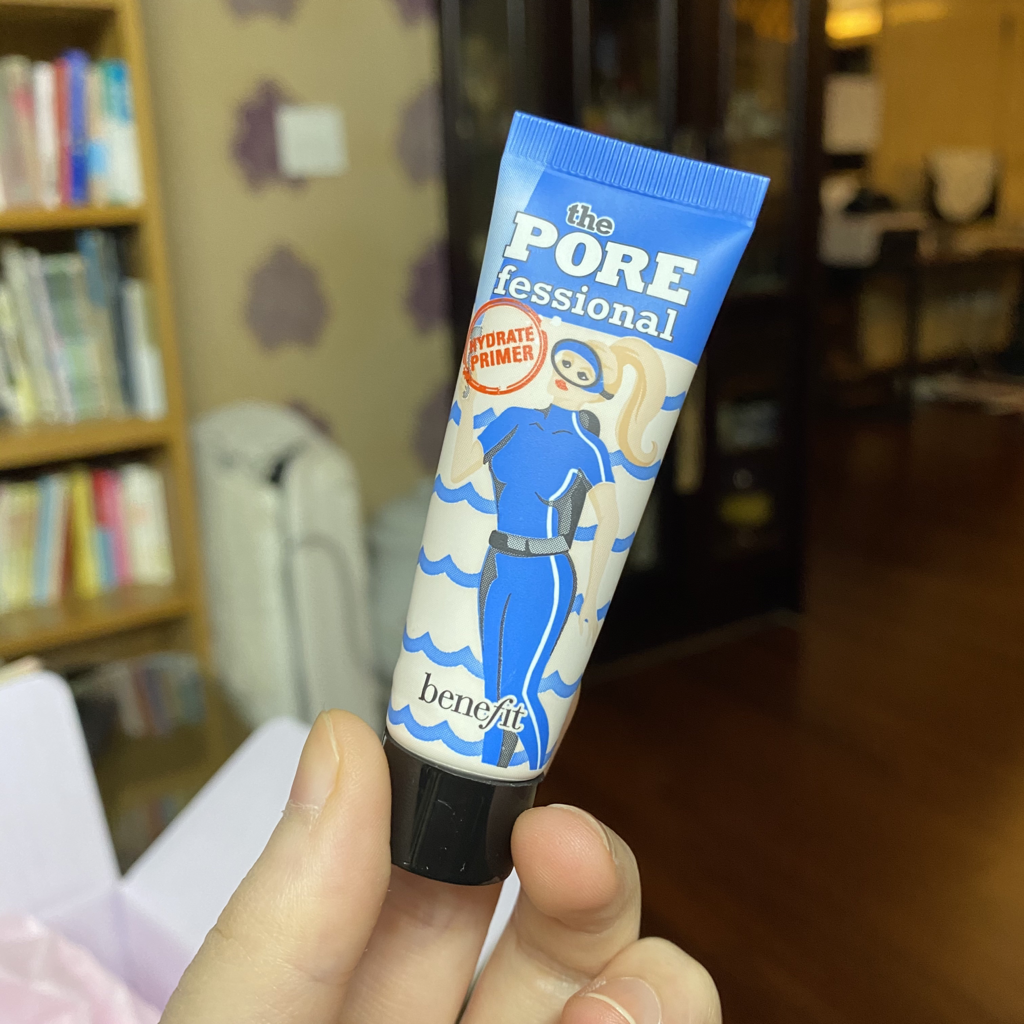 the
PORE
fessional
HYDRATE
PRIMER
benefit